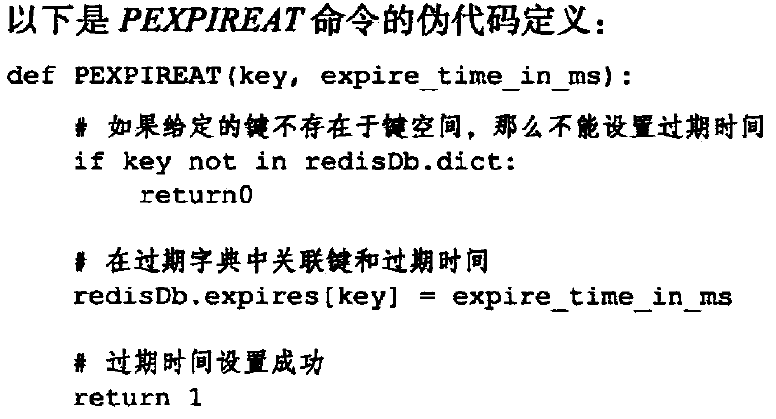 以下是 PEXPIREAT 命令的伪代码定义：
def PEXPIREAT(key, expire_time_in_ms):
# 如果给定的键不存在于键空间，那么不能设置过期时间
if key not in redisDb.dict:
return0
# 在过期字典中关联键和过期时间
redisDb.expires[key] = expire_time_in_ms
# 过期时间设置成功
return 1